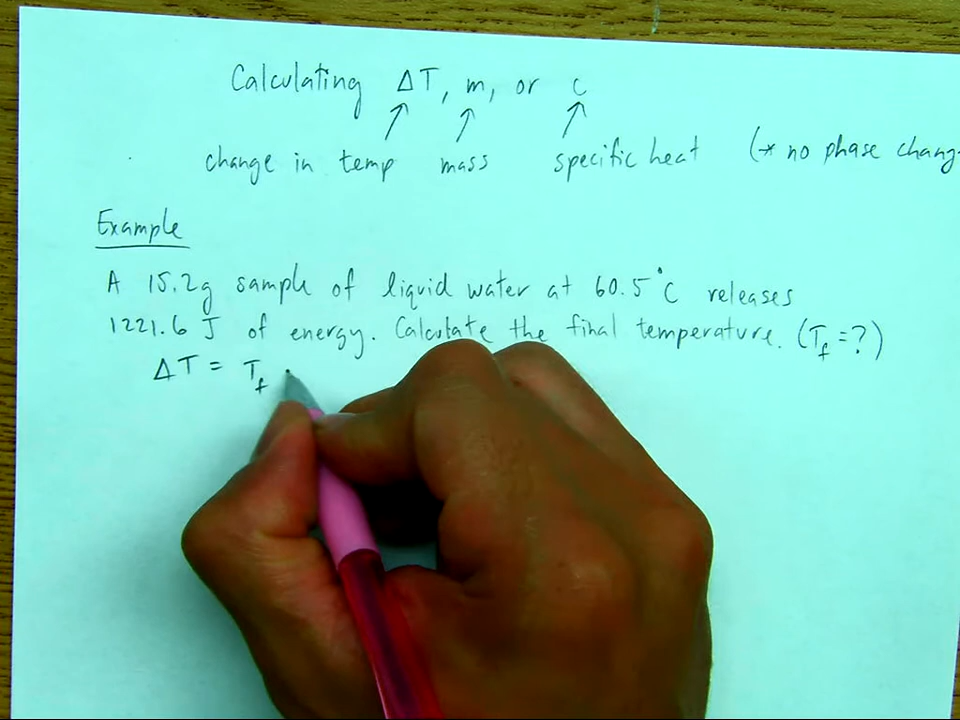 Calculating ΔT, m, or c
change in temp mass specific heat (* no phase chang
Example
A 15.2g sample of liquid water at 60.5°C releases
1221.6 J of energy. Calculate the final temperature. (Tf=?)
ΔT = Tf